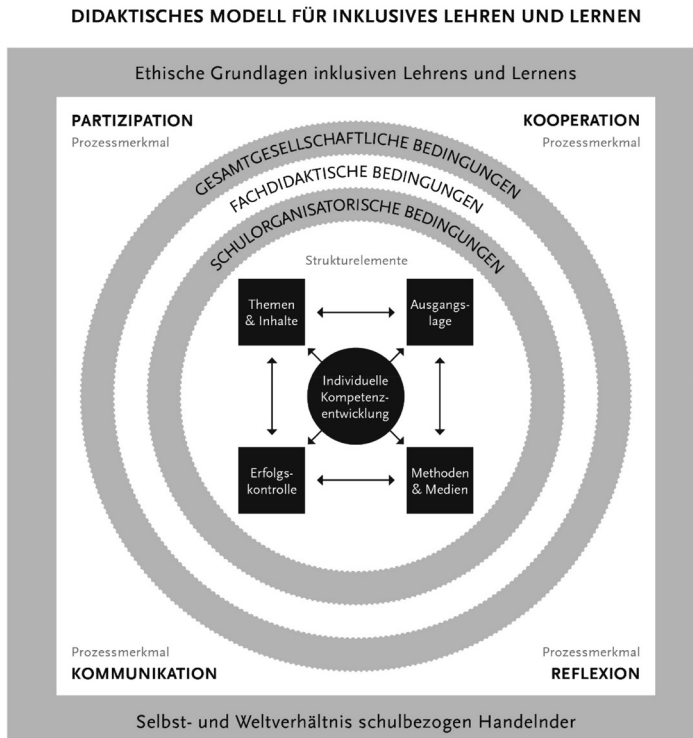 DIDAKTISCHES MODELL FÜR INKLUSIVES LEHREN UND LERNEN
Ethische Grundlagen inklusiven Lehrens und Lernens
PARTIZIPATION
Prozessmerkmal
KOOPERATION
Prozessmerkmal
GESAMTGESELLSCHAFTLICHE BEDINGUNGEN
FACHDIDAKTISCHE BEDINGUNGEN
SCHULORGANISATORISCHE BEDINGUNGEN
Strukturelemente
Themen
& Inhalte
Ausgangs-
lage
Individuelle
Kompetenz-
entwicklung
Erfolgs-
kontrolle
Methoden
& Medien
Prozessmerkmal
KOMMUNIKATION
Prozessmerkmal
REFLEXION
Selbst- und Weltverhältnis schulbezogen Handelnder